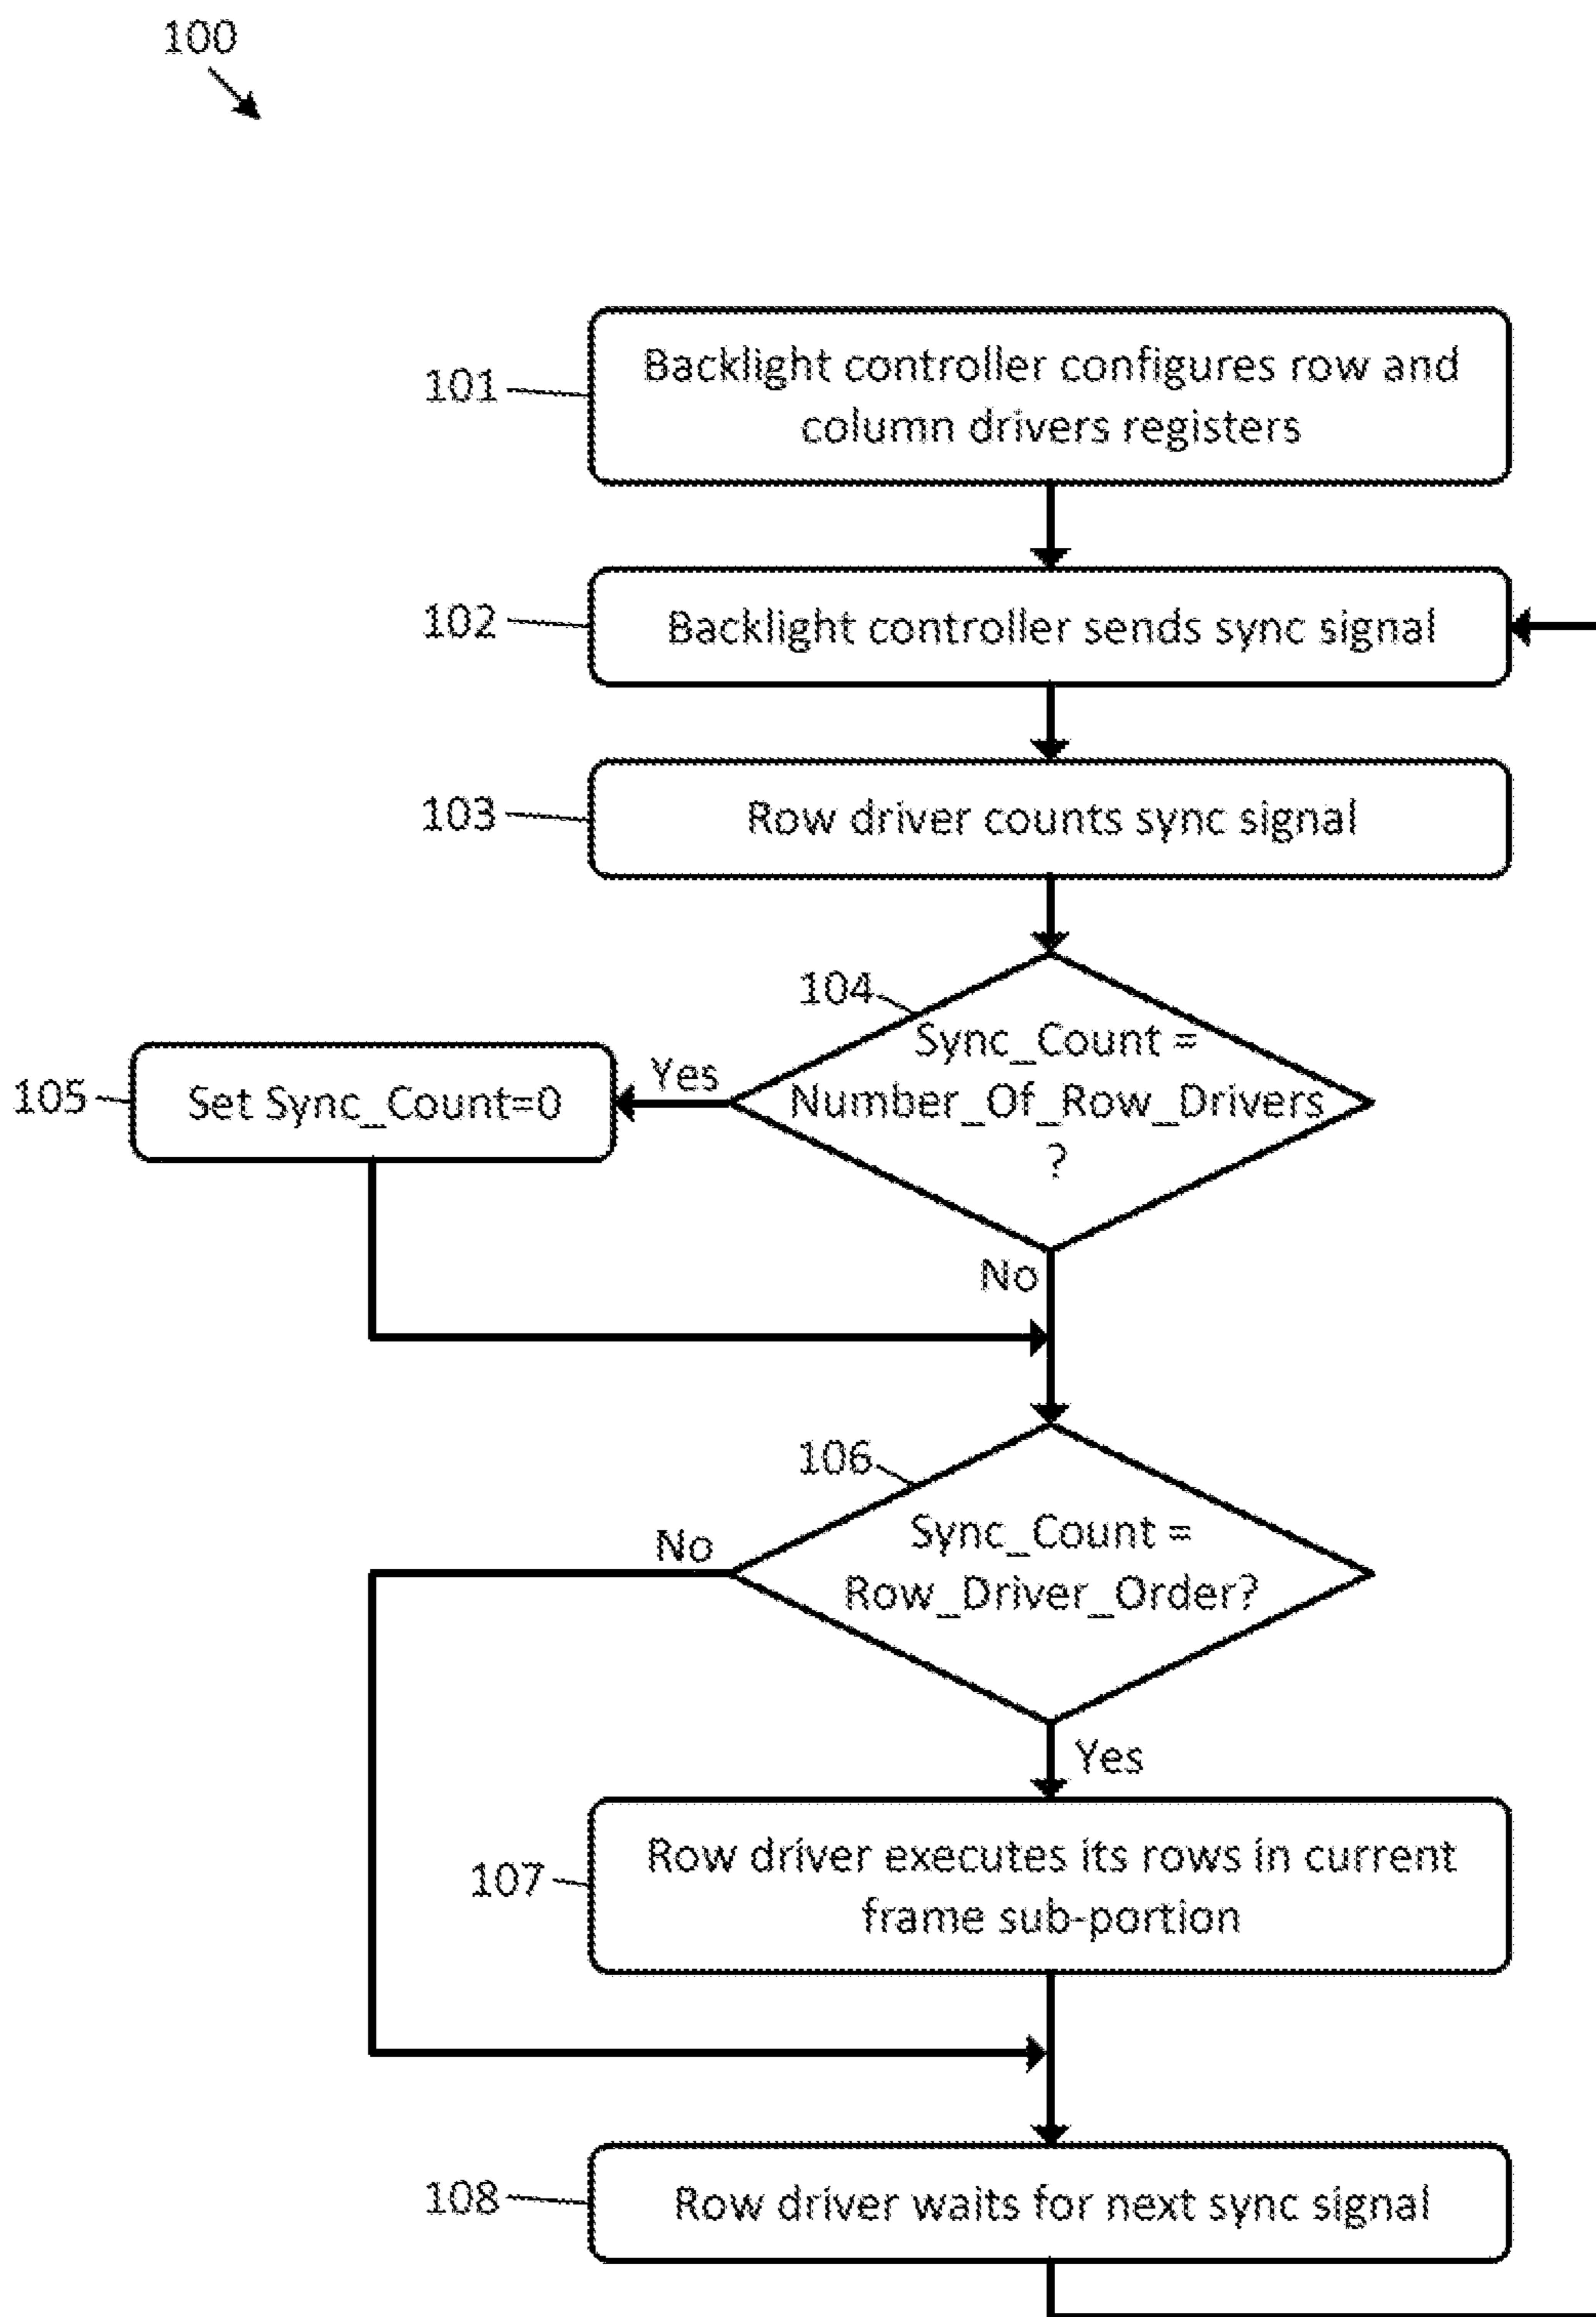 100
101
Backlight controller configures row and
column drivers registers
102
Backlight controller sends sync signal
103
Row driver counts sync signal
104
Sync_Count =
Number_Of_Row_Drivers
?
Yes
105
Set Sync_Count=0
No
106
Sync_Count =
Row_Driver_Order?
No
Yes
107
Row driver executes its rows in current
frame sub-portion
108
Row driver waits for next sync signal